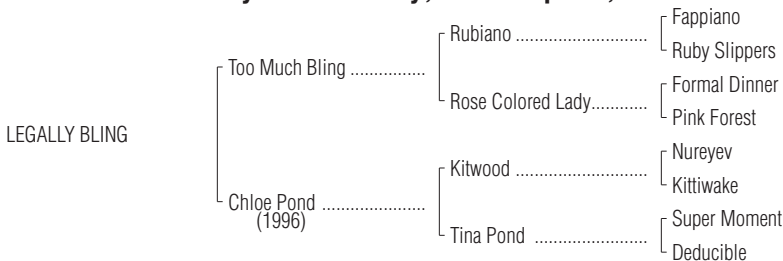 Fappiano
Rubiano ..............................
Ruby Slippers
Too Much Bling ................
Formal Dinner
Rose Colored Lady............
Pink Forest
LEGALLY BLING
Nureyev
Kitwood ..............................
Kittiwake
Chloe Pond ......................
(1996)
Super Moment
Tina Pond ..........................
Deducible